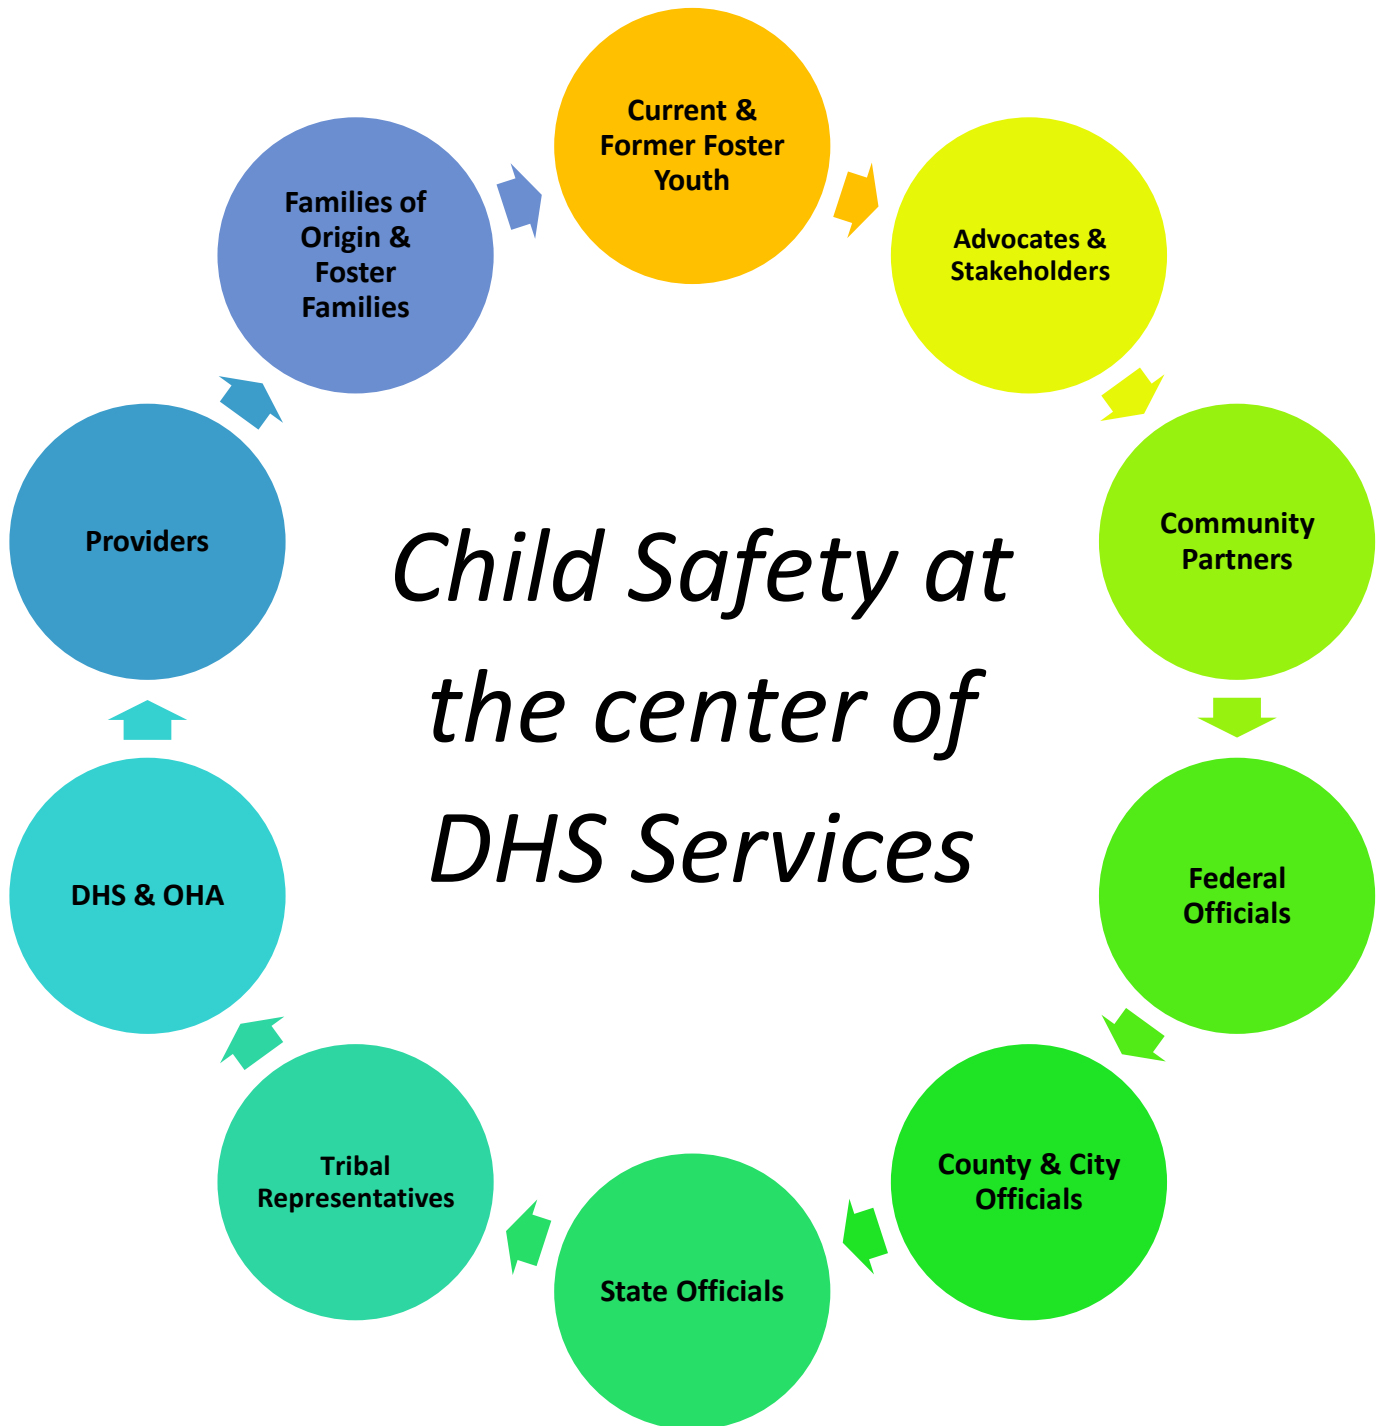 Current &
Former Foster
Youth
Advocates &
Stakeholders
Community
Partners
Federal
Officials
County & City
Officials
State Officials
Tribal
Representatives
DHS & OHA
Providers
Families of
Origin &
Foster
Families
Child Safety at
the center of
DHS Services